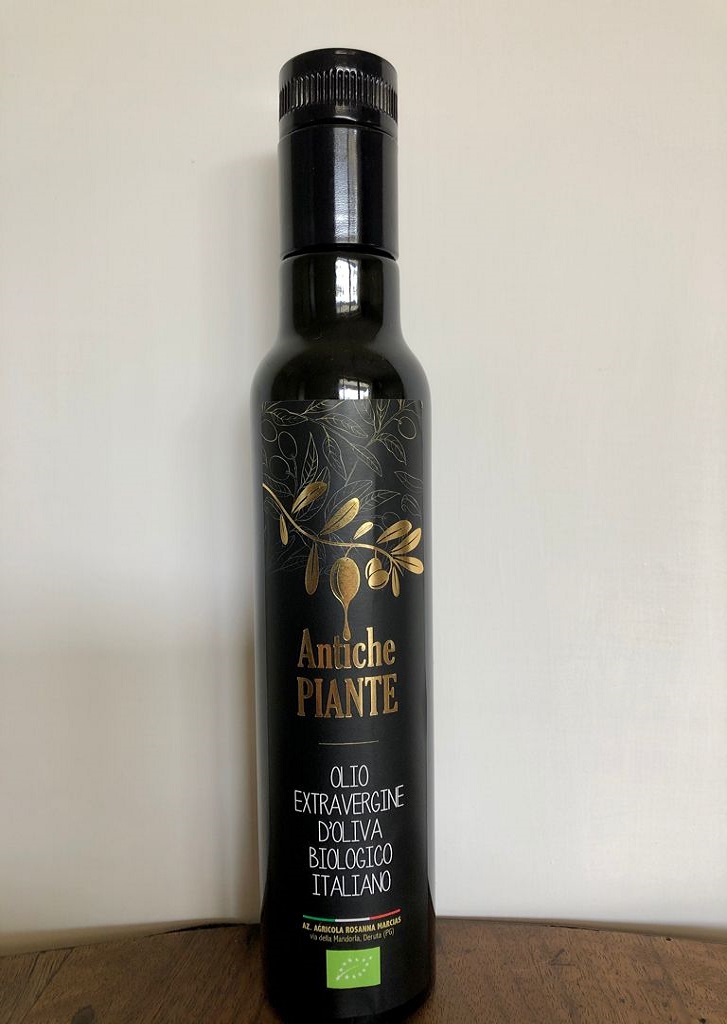 Antiche
PIANTE
OLIO
EXTRAVERGINE
D'OLIVA
BIOLOGICO
ITALIANO
AZ. AGRICOLA ROSANNA MARCIAS
via della Mandorla, Deruta (PG)